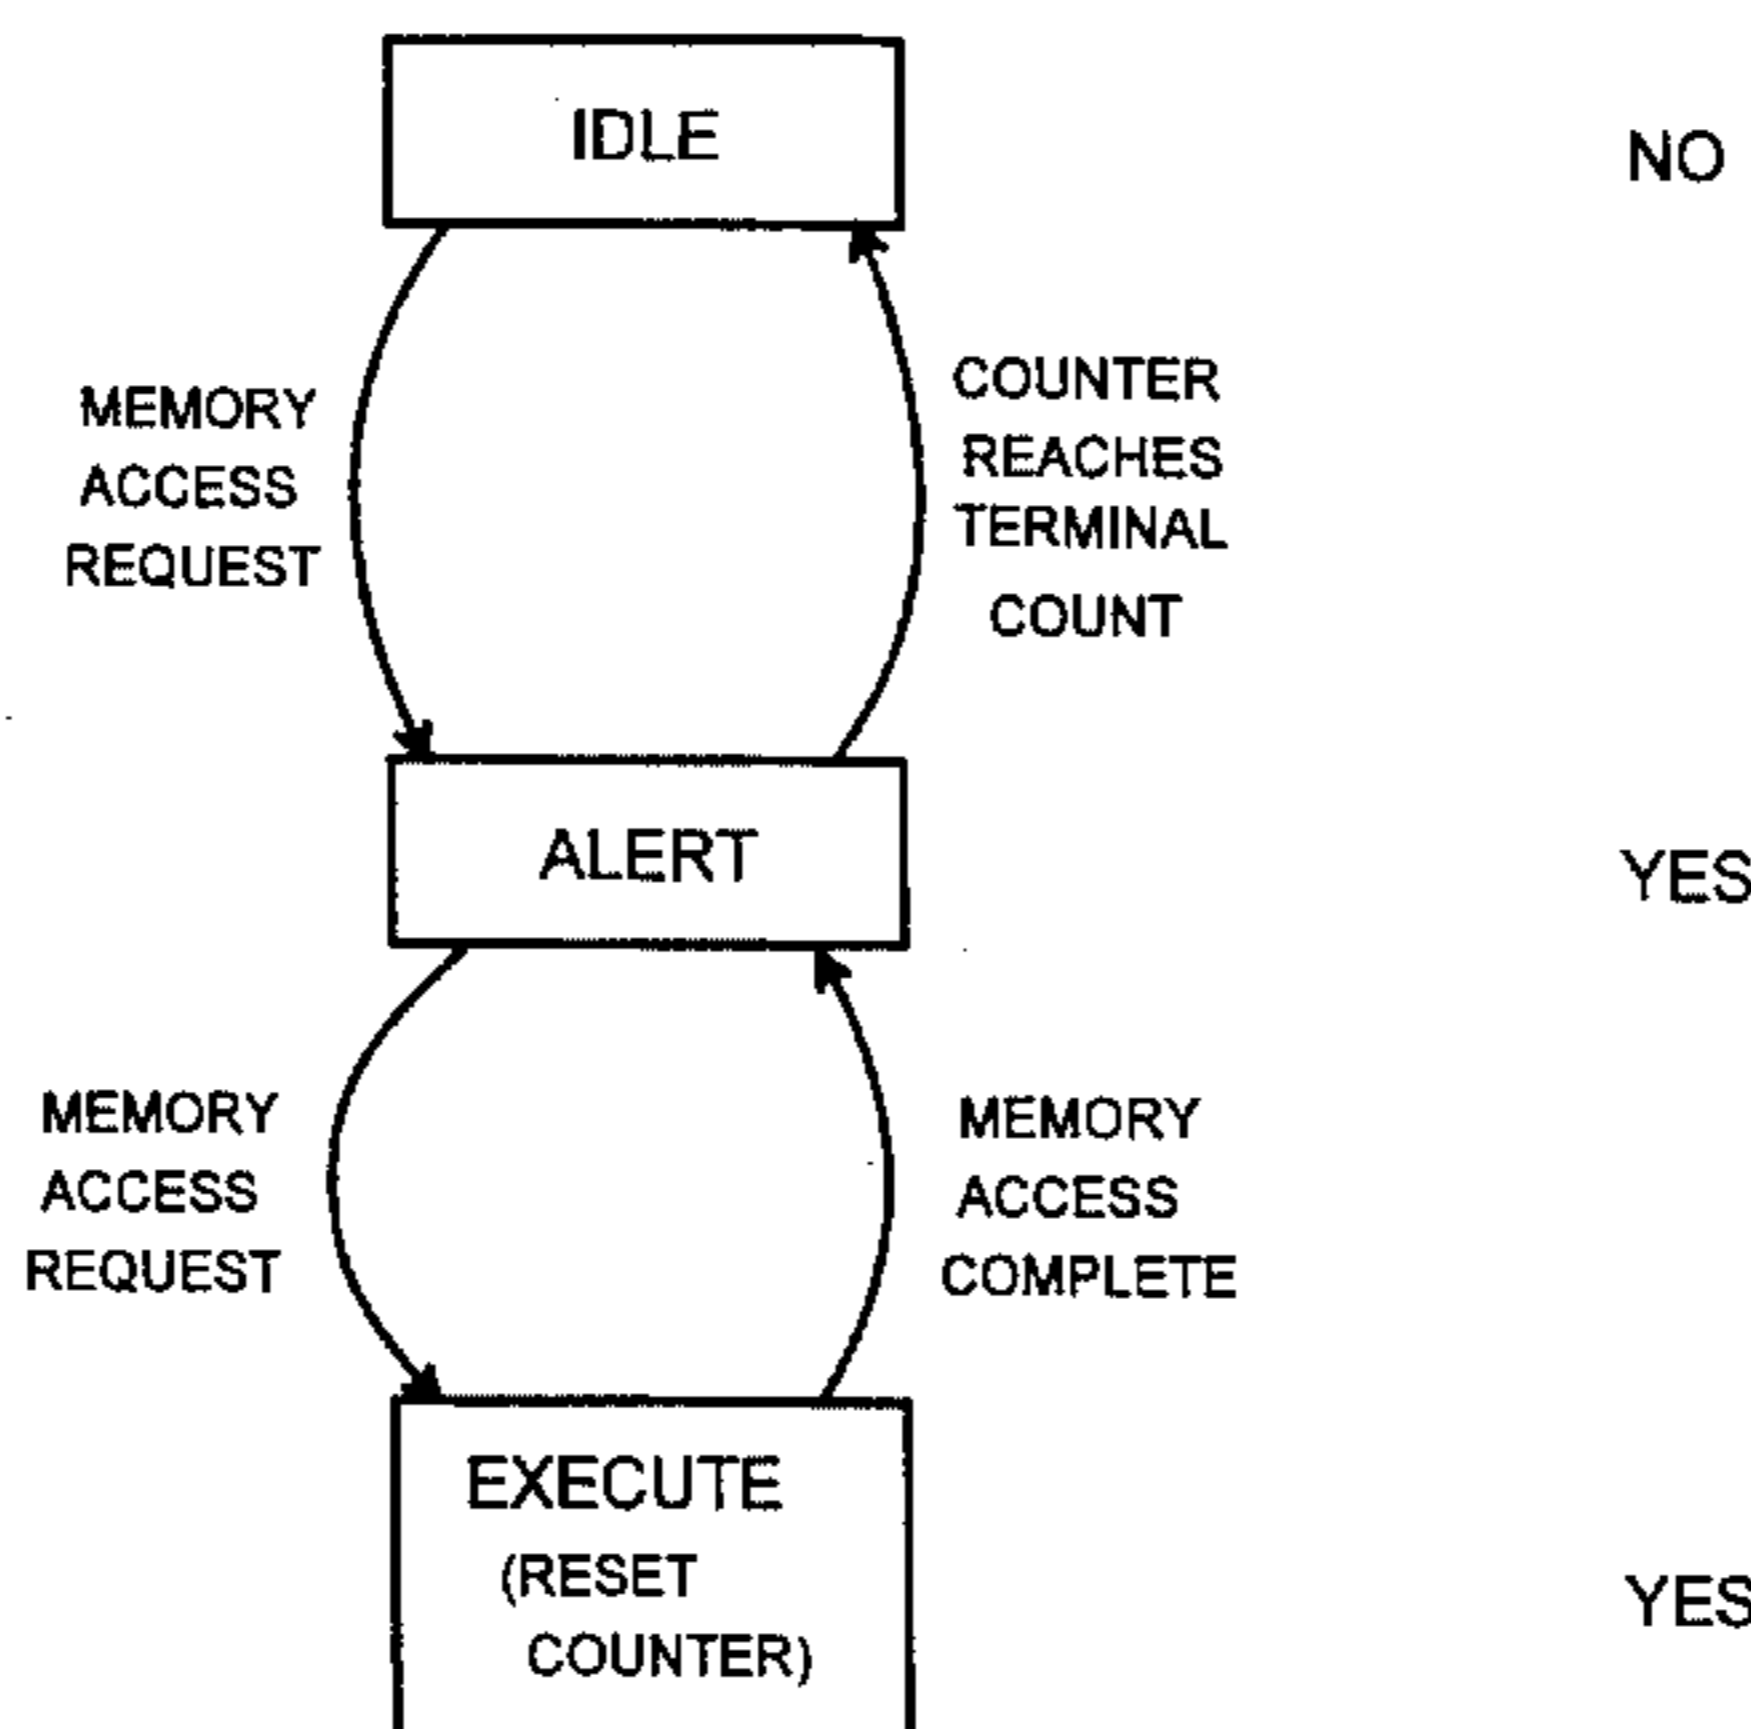 IDLE
NO
MEMORY
ACCESS
REQUEST
COUNTER
REACHES
TERMINAL
COUNT
ALERT
YES
MEMORY
ACCESS
REQUEST
MEMORY
ACCESS
COMPLETE
EXECUTE
(RESET
COUNTER)
YES